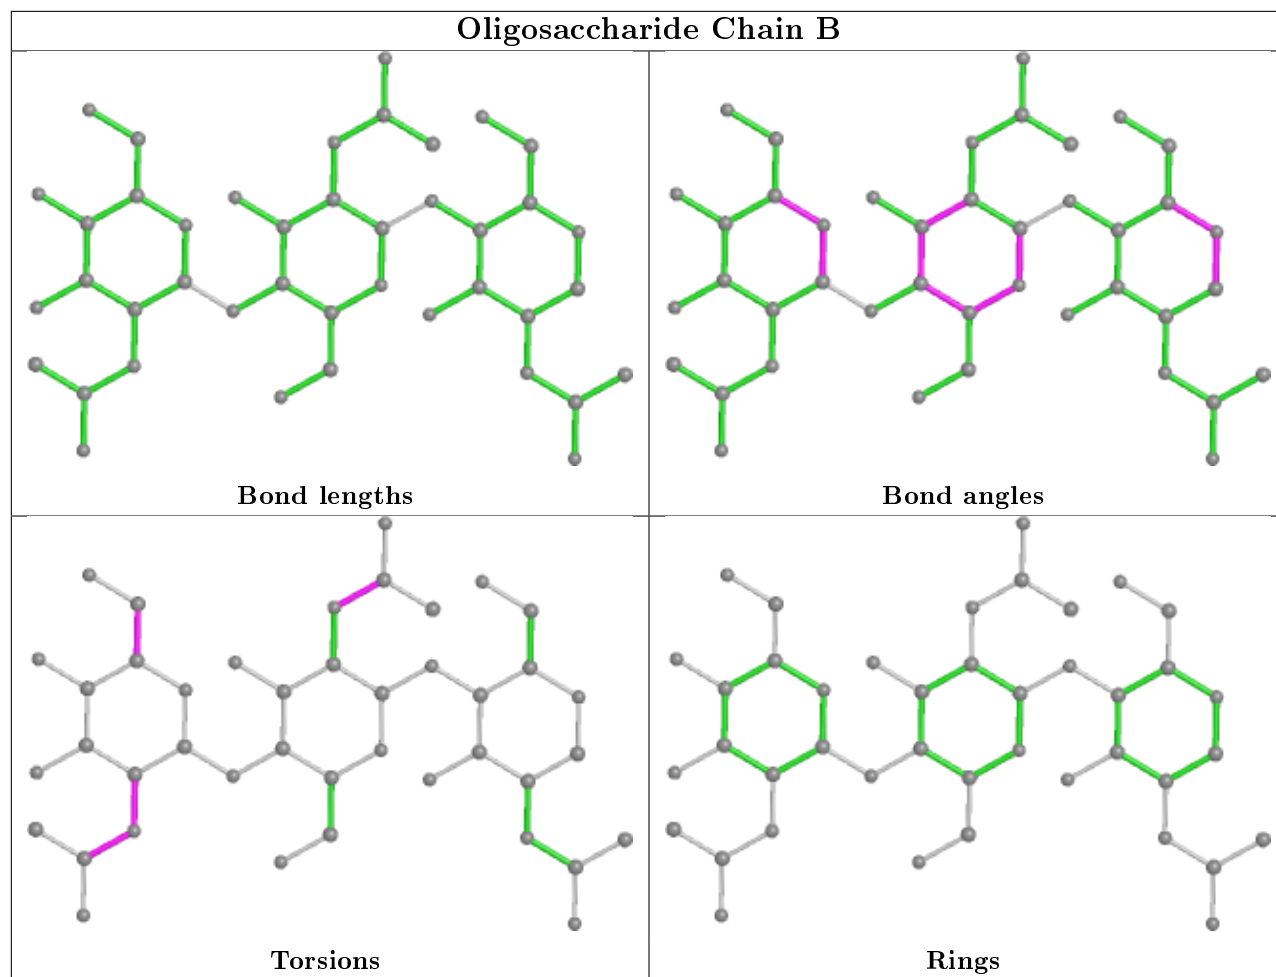 Oligosaccharide Chain B
Bond lengths
Bond angles
Torsions
Rings